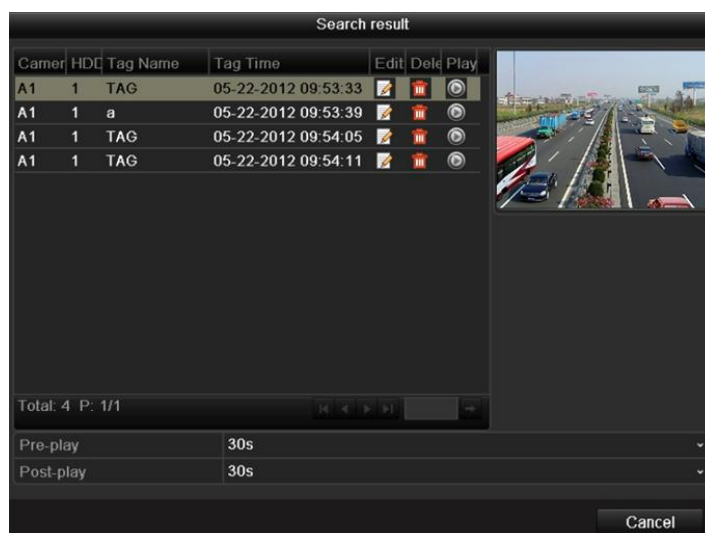 Search result
Camer HDD Tag Name Tag Time Edit Dele Play
A1 1 TAG 05-22-2012 09:53:33
A1 1 a 05-22-2012 09:53:39
A1 1 TAG 05-22-2012 09:54:05
A1 1 TAG 05-22-2012 09:54:11
Total: 4 P: 1/1
Pre-play 30s
Post-play 30s
Cancel